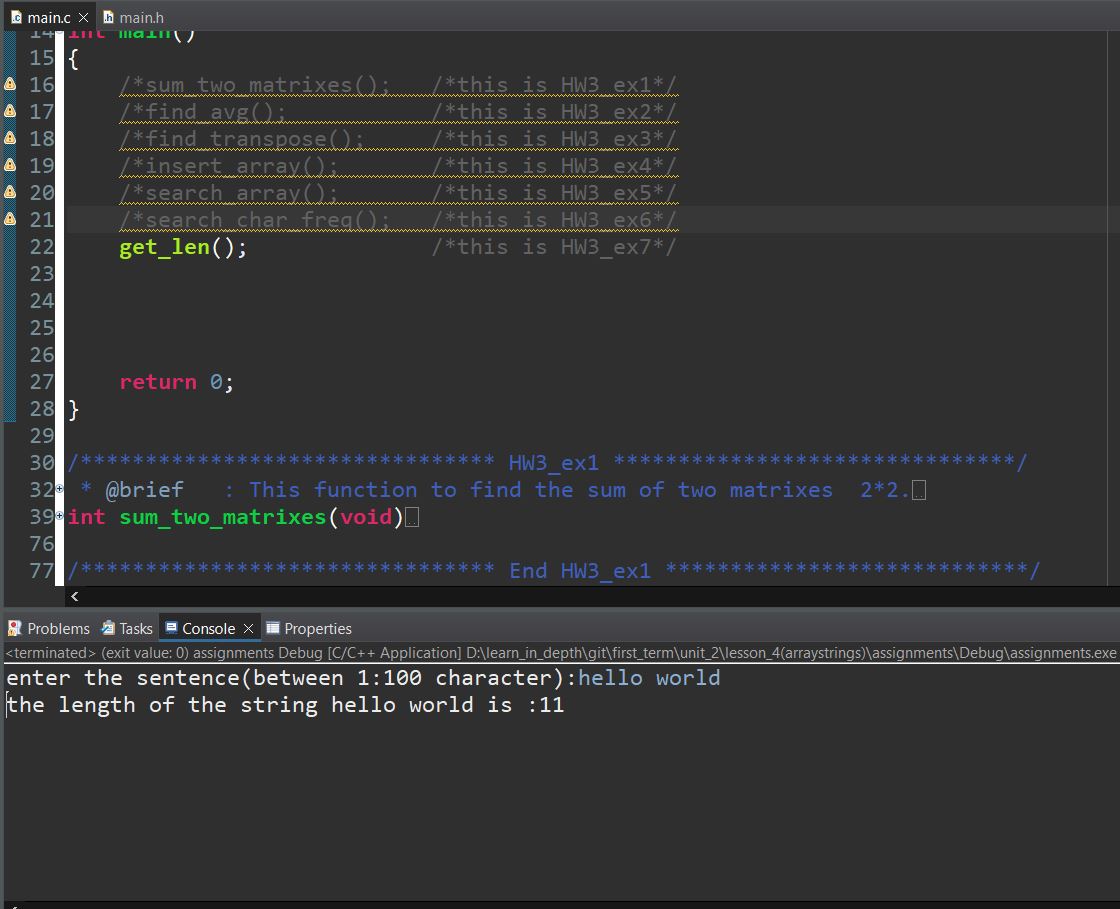 main.c main.h
14 int main()
15 {
16 /*sum_two_matrixes(); /*this is HW3_ex1*/
17 /*find_avg(); /*this is HW3_ex2*/
18 /*find_transpose(); /*this is HW3_ex3*/
19 /*insert_array(); /*this is HW3_ex4*/
20 /*search_array(); /*this is HW3_ex5*/
21 /*search_char_freq(); /*this is HW3_ex6*/
22 get_len(); /*this is HW3_ex7*/
23
24
25
26
27 return 0;
28 }
29
30 /******************************** HW3_ex1 *******************************/
32 * @brief : This function to find the sum of two matrixes 2*2.
39 int sum_two_matrixes(void)
76
77 /******************************** End HW3_ex1 ****************************/
Problems Tasks Console Properties
<terminated> (exit value: 0) assignments Debug [C/C++ Application] D:\learn_in_depth\git\first_term\unit_2\lesson_4(arraystrings)\assignments\Debug\assignments.exe
enter the sentence(between 1:100 character):hello world
the length of the string hello world is :11